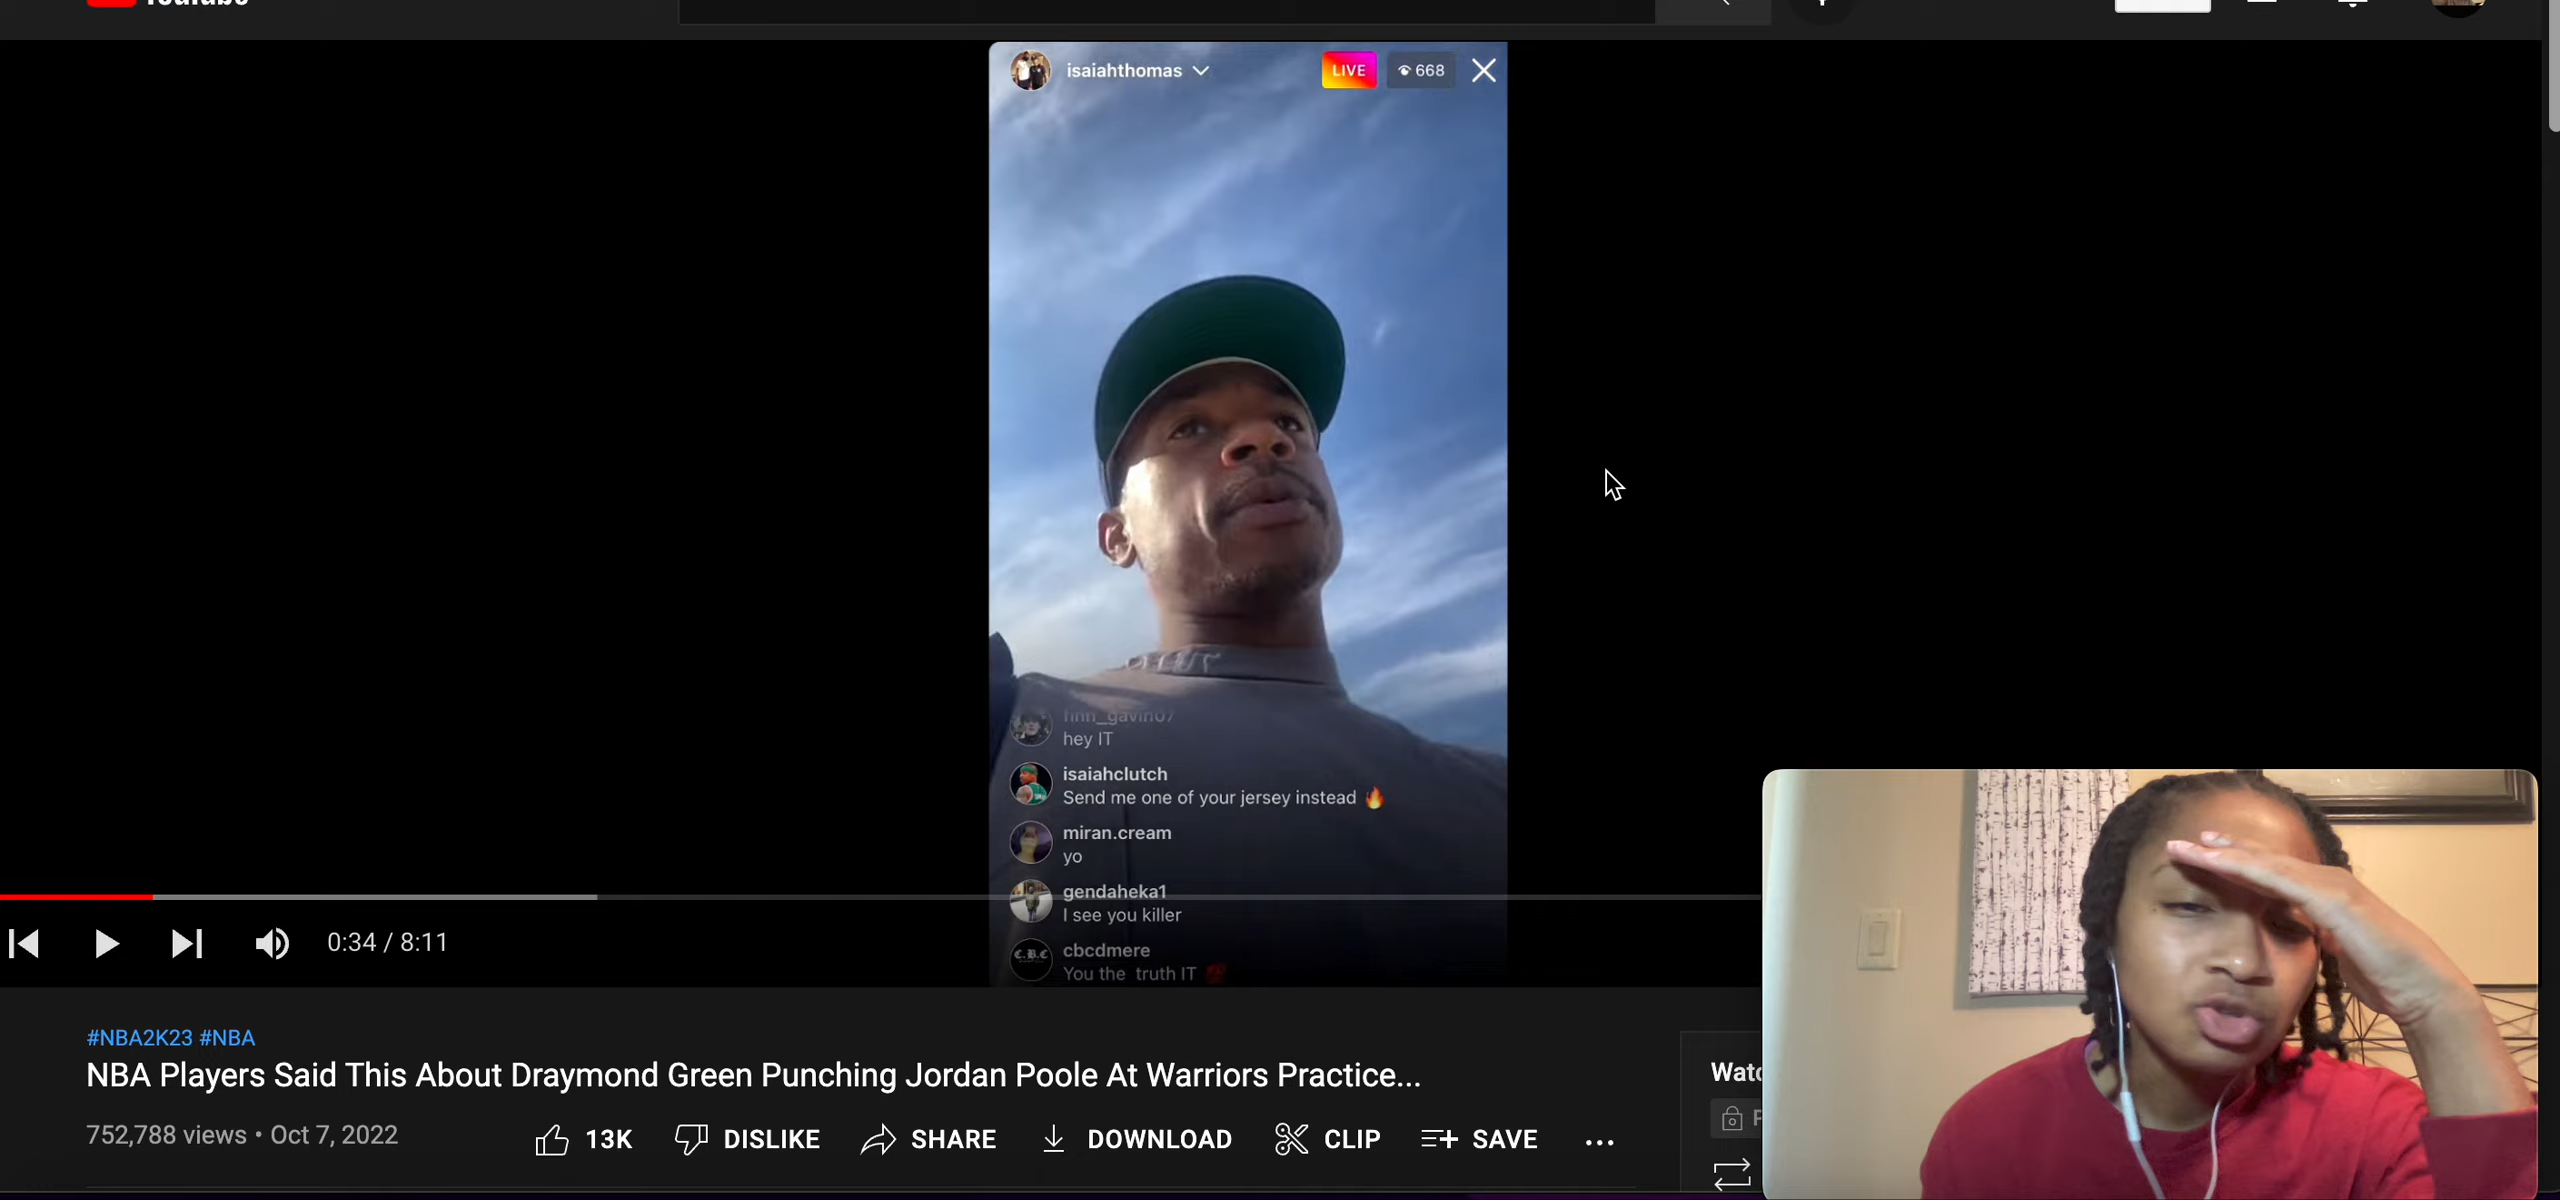 isaiahthomas
LIVE
668
hey IT
isaiahclutch
Send me one of your jersey instead 🔥
miran.cream
yo
gendaheka1
I see you killer
C.B.C
cbcdmere
You the truth IT 💯
0:34 / 8:11
#NBA2K23 #NBA
NBA Players Said This About Draymond Green Punching Jordan Poole At Warriors Practice...
752,788 views • Oct 7, 2022
13K
DISLIKE
SHARE
DOWNLOAD
CLIP
SAVE
...